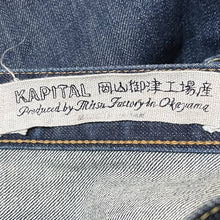 KAPITAL 岡山御津工場産
Produced by Mitsu Factory In Okayama